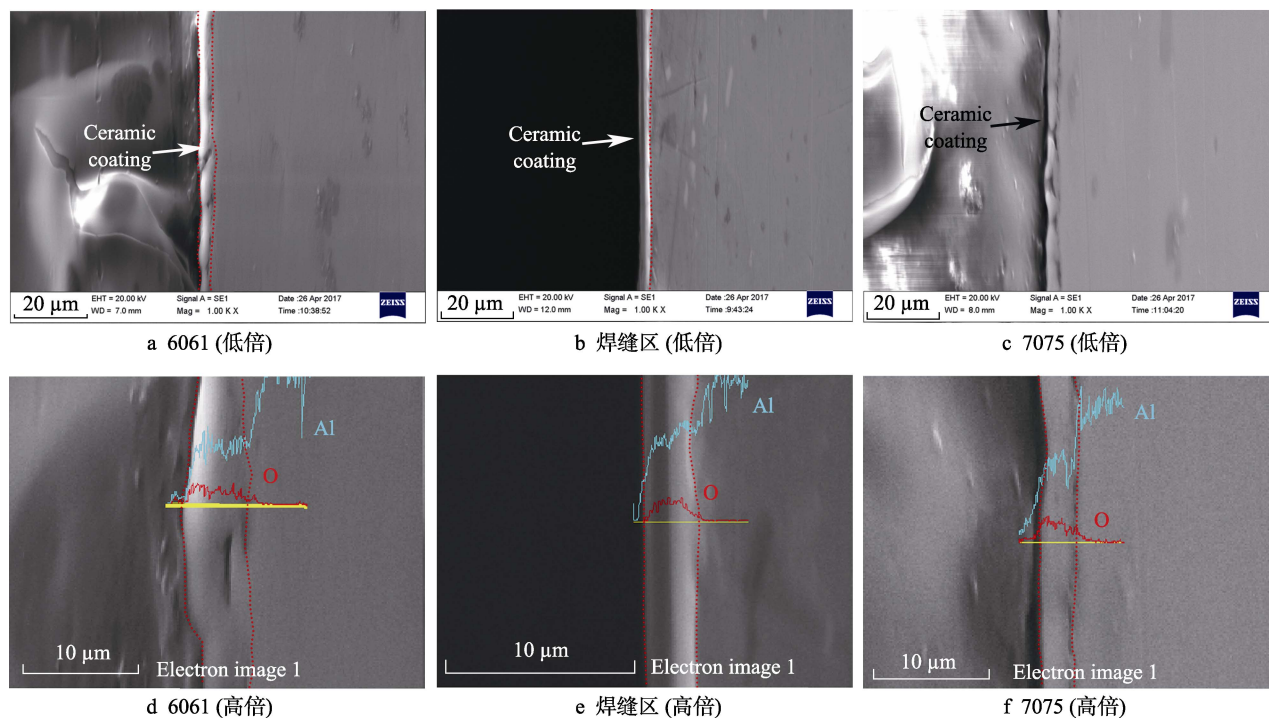 Ceramic
coating
20 μm
EHT = 20.00 kV
WD = 7.0 mm
Signal A = SE1
Mag = 1.00 K X
Date :26 Apr 2017
Time :10:38:52
ZEISS
a 6061 (低倍)
Ceramic
coating
20 μm
EHT = 20.00 kV
WD = 12.0 mm
Signal A = SE1
Mag = 1.00 K X
Date :26 Apr 2017
Time :9:43:24
ZEISS
b 焊缝区 (低倍)
Ceramic
coating
20 μm
EHT = 20.00 kV
WD = 8.0 mm
Signal A = SE1
Mag = 1.00 K X
Date :26 Apr 2017
Time :11:04:20
ZEISS
c 7075 (低倍)
Al
O
10 μm
Electron image 1
d 6061 (高倍)
Al
O
10 μm
Electron image 1
e 焊缝区 (高倍)
Al
O
10 μm
Electron image 1
f 7075 (高倍)